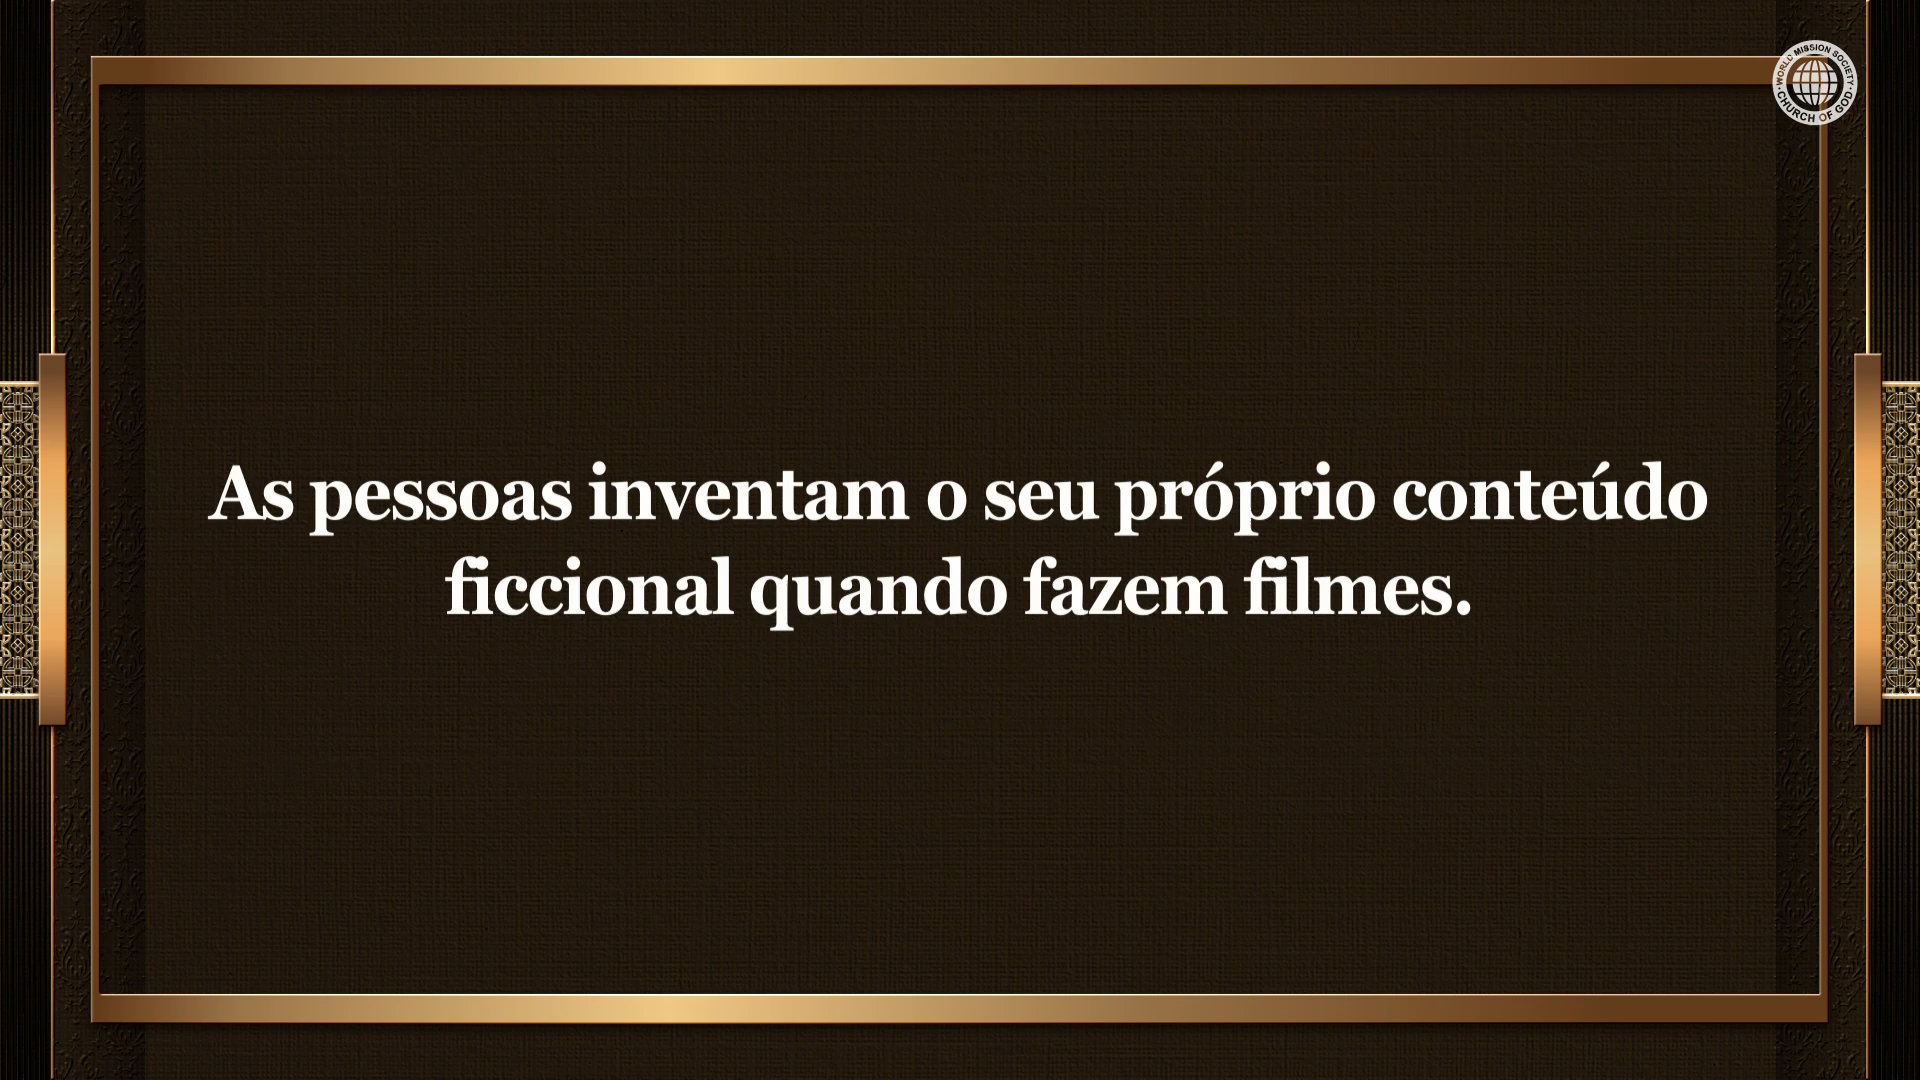 WORLD MISSION SOCIETY
CHURCH OF GOD
As pessoas inventam o seu próprio conteúdo
ficcional quando fazem filmes.